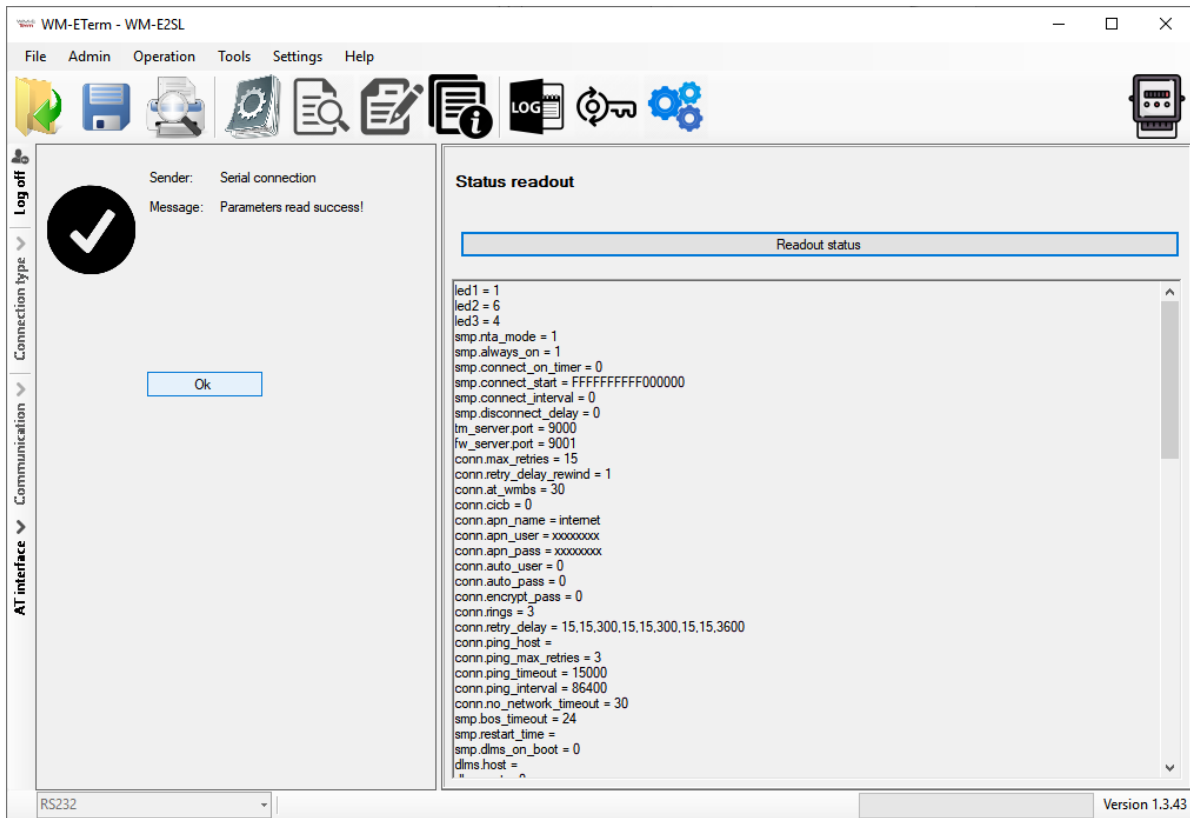 WM-ETerm - WM-E2SL
File Admin Operation Tools Settings Help
LOG
Log off
Connection type
Communication
AT interface
Sender: Serial connection
Message: Parameters read success!
Ok
Status readout
Readout status
led1 = 1
led2 = 6
led3 = 4
smp.nta_mode = 1
smp.always_on = 1
smp.connect_on_timer = 0
smp.connect_start = FFFFFFFFFF000000
smp.connect_interval = 0
smp.disconnect_delay = 0
tm_server.port = 9000
fw_server.port = 9001
conn.max_retries = 15
conn.retry_delay_rewind = 1
conn.at_wmbs = 30
conn.cicb = 0
conn.apn_name = internet
conn.apn_user = xxxxxxxx
conn.apn_pass = xxxxxxxx
conn.auto_user = 0
conn.auto_pass = 0
conn.encrypt_pass = 0
conn.rings = 3
conn.retry_delay = 15,15,300,15,15,300,15,15,3600
conn.ping_host =
conn.ping_max_retries = 3
conn.ping_timeout = 15000
conn.ping_interval = 86400
conn.no_network_timeout = 30
smp.bos_timeout = 24
smp.restart_time =
smp.dlms_on_boot = 0
dlms.host =
RS232
Version 1.3.43